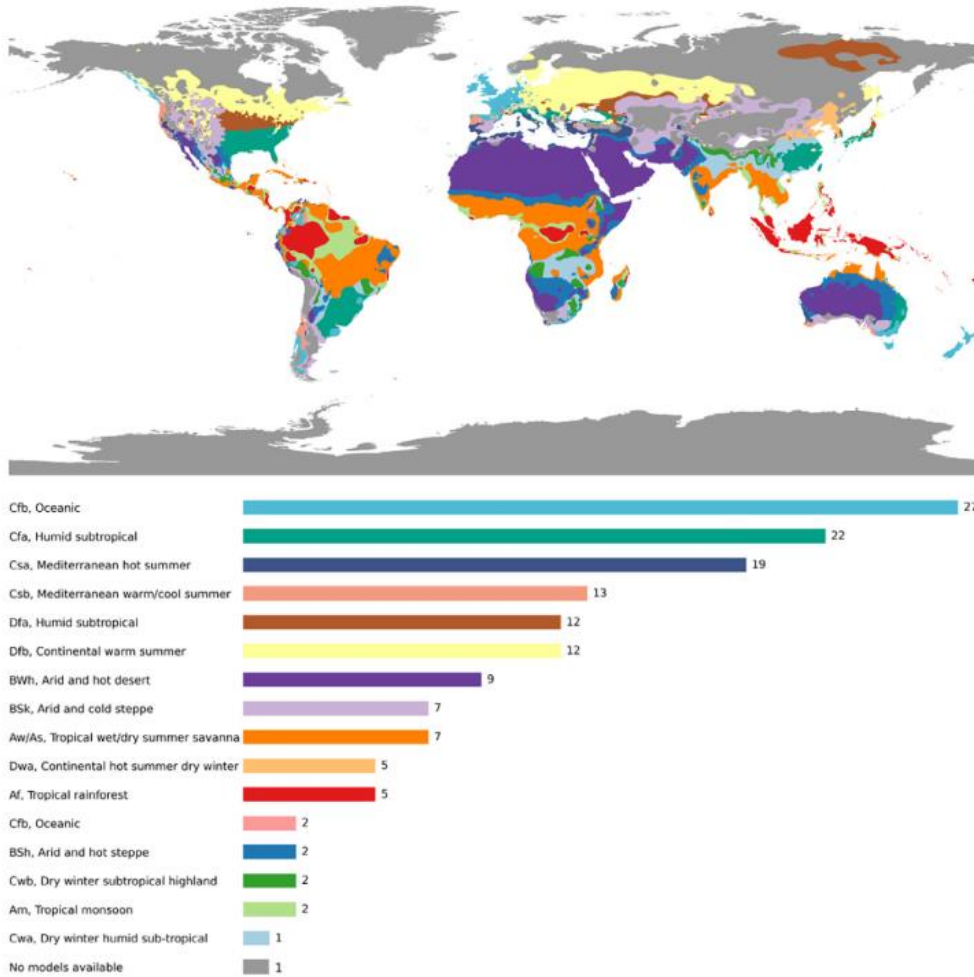 Cfb, Oceanic 27
Cfa, Humid subtropical 22
Csa, Mediterranean hot summer 19
Csb, Mediterranean warm/cool summer 13
Dfa, Humid subtropical 12
Dfb, Continental warm summer 12
BWh, Arid and hot desert 9
BSk, Arid and cold steppe 7
Aw/As, Tropical wet/dry summer savanna 7
Dwa, Continental hot summer dry winter 5
Af, Tropical rainforest 5
Cfb, Oceanic 2
BSh, Arid and hot steppe 2
Cwb, Dry winter subtropical highland 2
Am, Tropical monsoon 2
Cwa, Dry winter humid sub-tropical 1
No models available 1